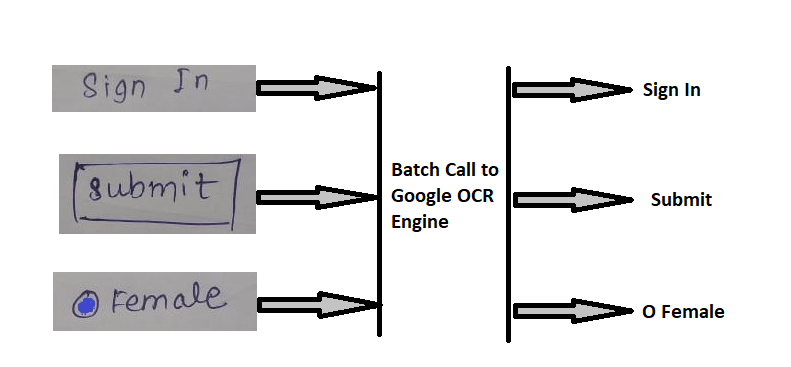 Sign In
Sign In
submit
Batch Call to
Google OCR
Engine
Submit
Female
O Female